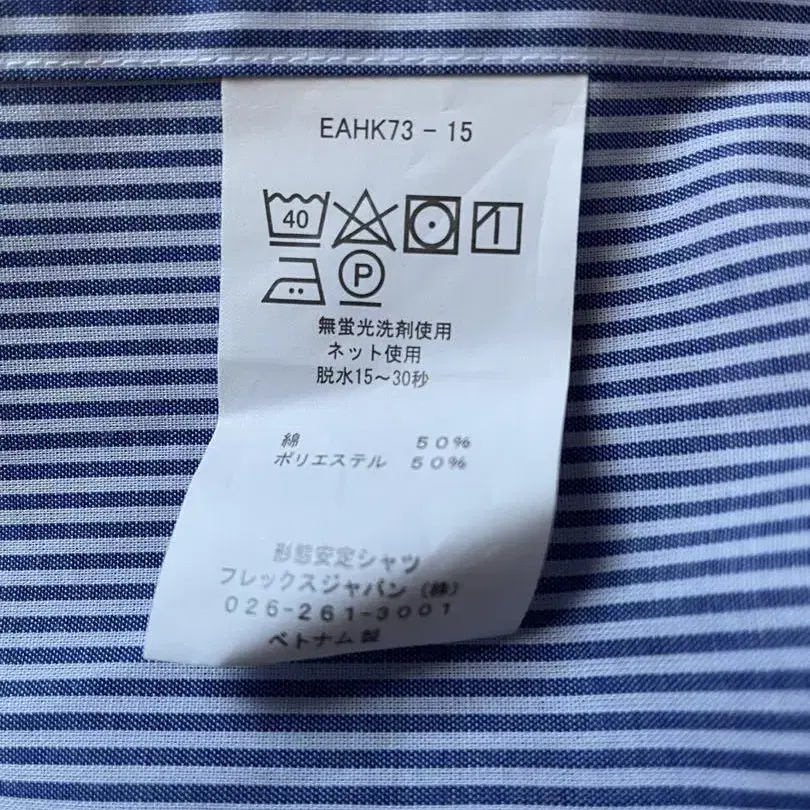 EAHK73 - 15
40
P
無蛍光洗剤使用
ネット使用
脱水15～30秒
綿 50%
ポリエステル 50%
形態安定シャツ
フレックスジャパン(株)
026-261-3001
ベトナム製